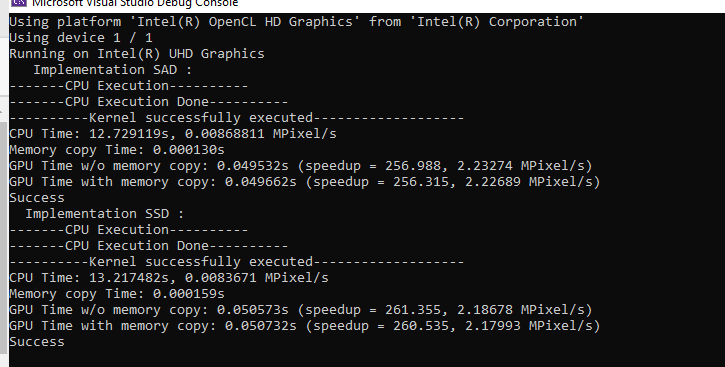 Microsoft Visual Studio Debug Console
Using platform 'Intel(R) OpenCL HD Graphics' from 'Intel(R) Corporation'
Using device 1 / 1
Running on Intel(R) UHD Graphics
   Implementation SAD :
-------CPU Execution----------
-------CPU Execution Done----------
----------Kernel successfully executed-------------------
CPU Time: 12.729119s, 0.00868811 MPixel/s
Memory copy Time: 0.000130s
GPU Time w/o memory copy: 0.049532s (speedup = 256.988, 2.23274 MPixel/s)
GPU Time with memory copy: 0.049662s (speedup = 256.315, 2.22689 MPixel/s)
Success
  Implementation SSD :
-------CPU Execution----------
-------CPU Execution Done----------
----------Kernel successfully executed-------------------
CPU Time: 13.217482s, 0.0083671 MPixel/s
Memory copy Time: 0.000159s
GPU Time w/o memory copy: 0.050573s (speedup = 261.355, 2.18678 MPixel/s)
GPU Time with memory copy: 0.050732s (speedup = 260.535, 2.17993 MPixel/s)
Success